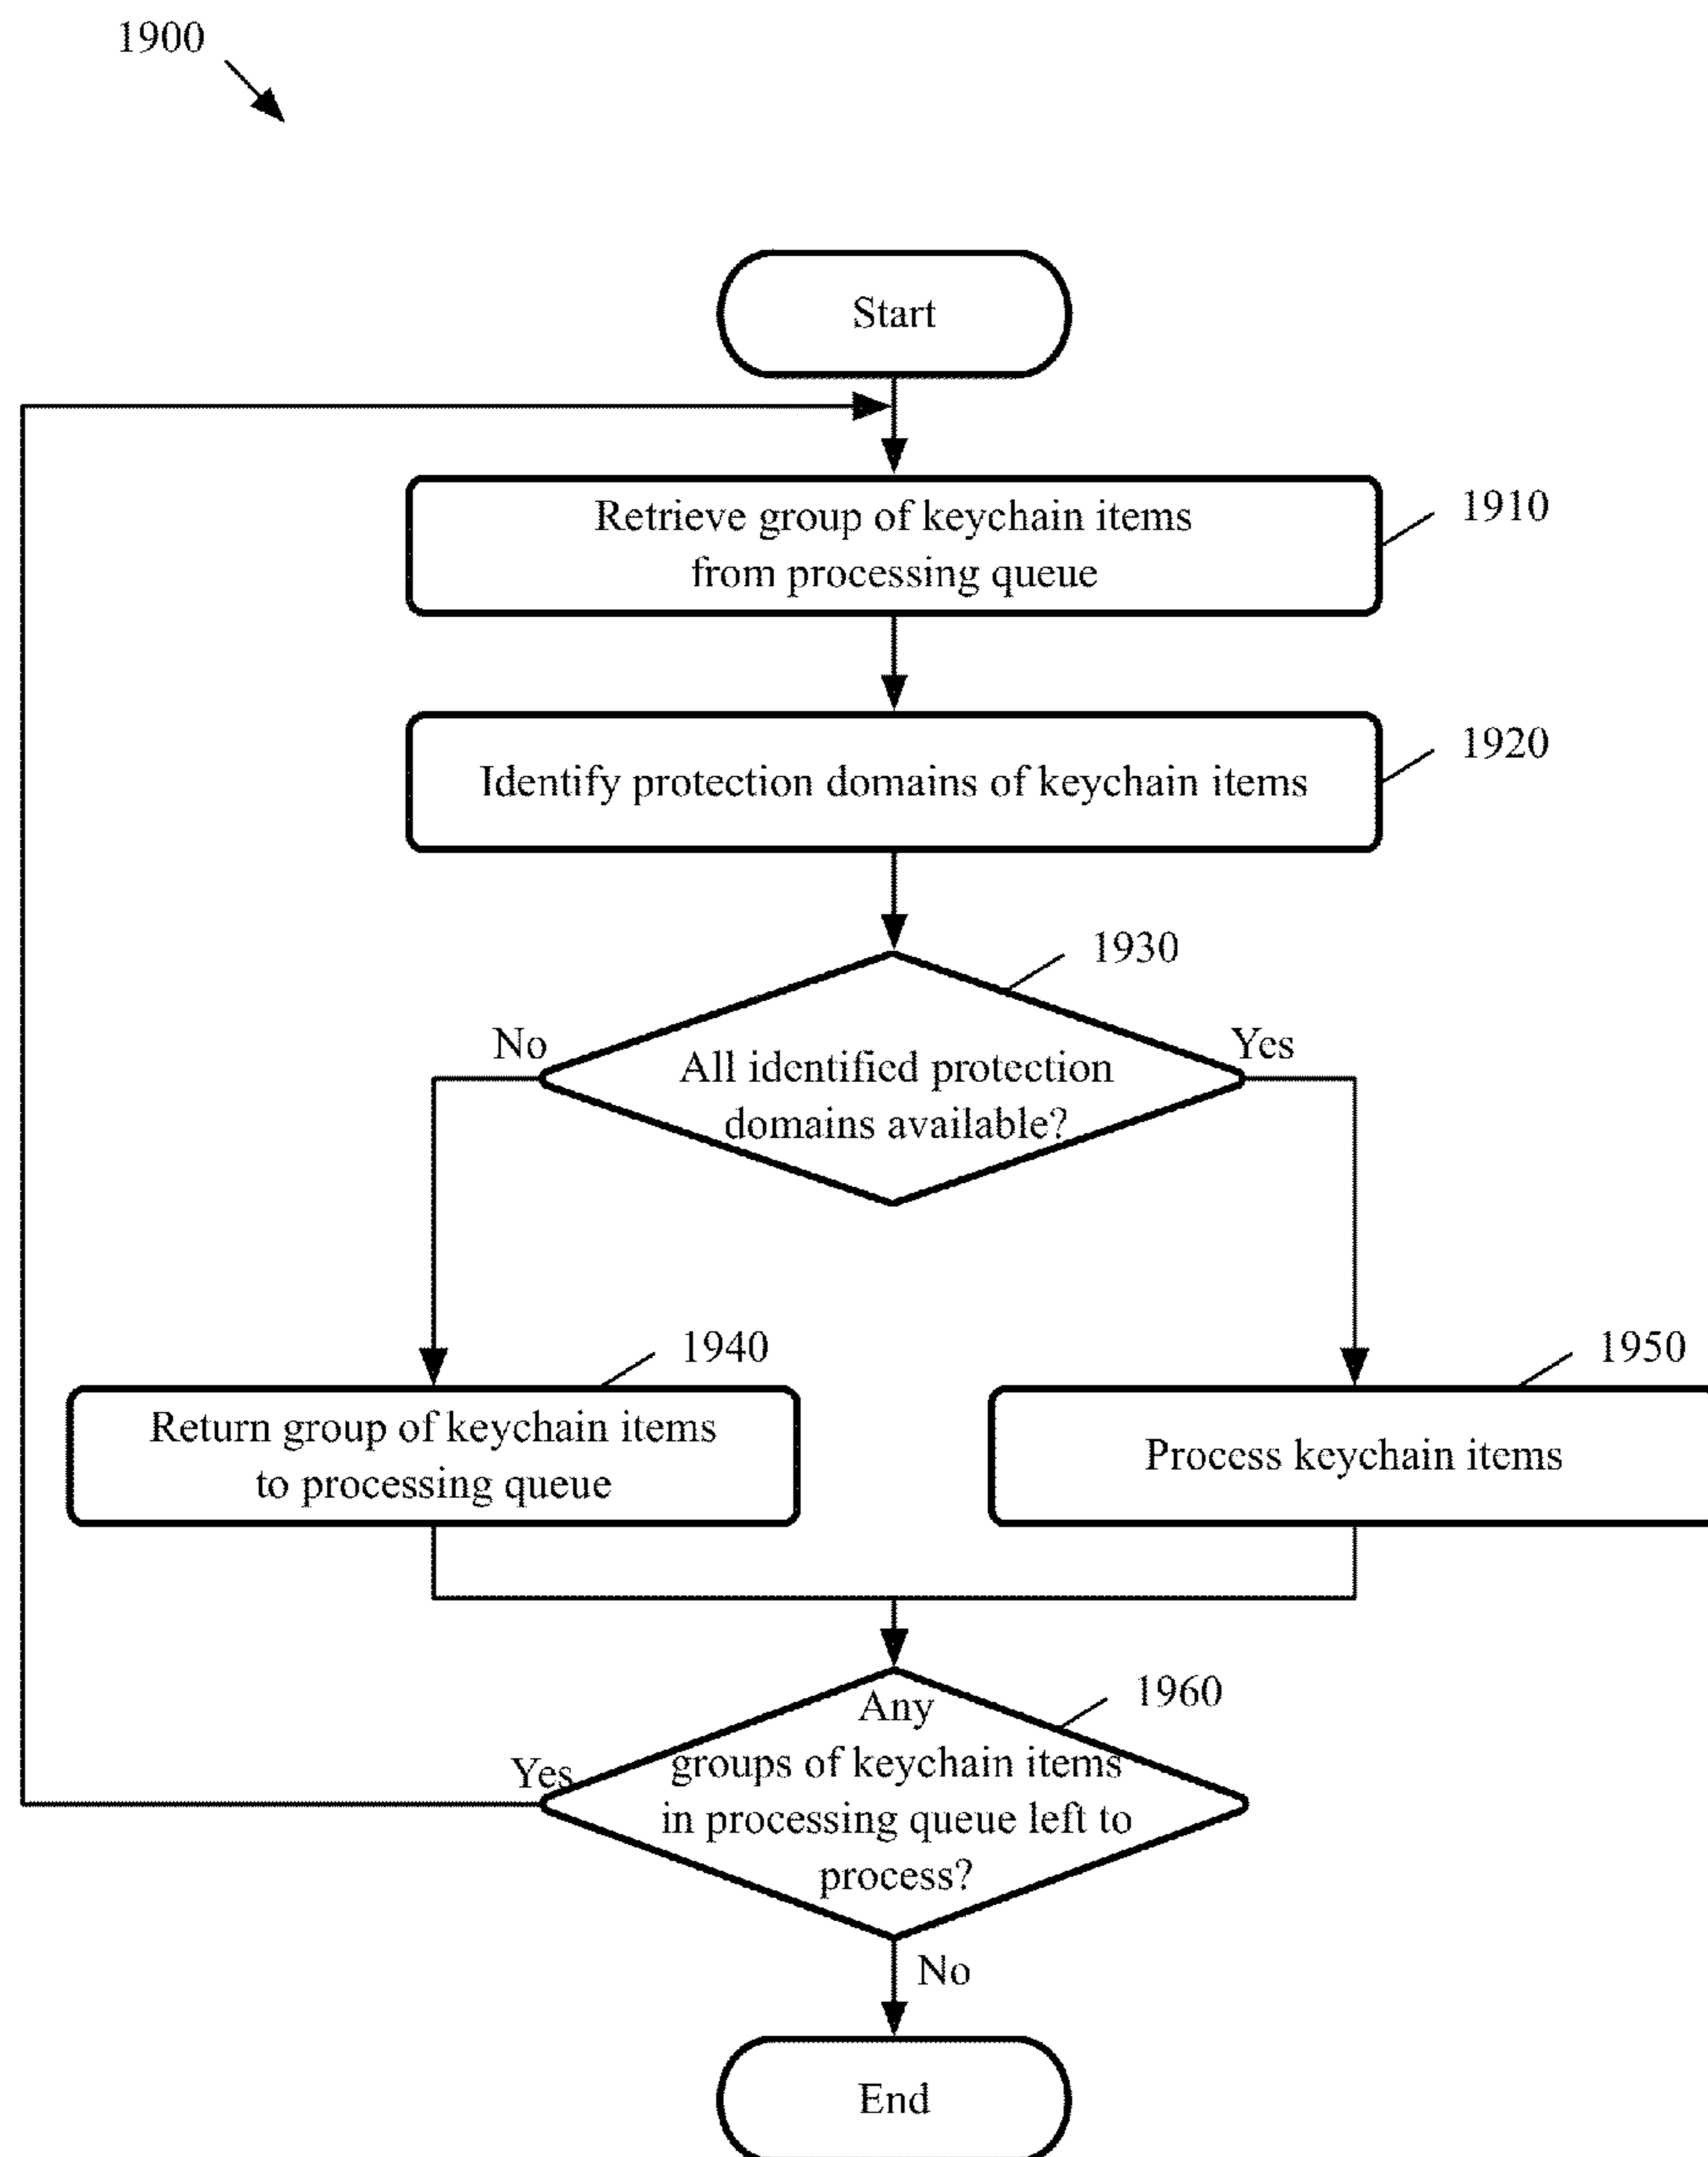 1900
Start
Retrieve group of keychain items
from processing queue
1910
Identify protection domains of keychain items
1920
1930
No
Yes
All identified protection
domains available?
1940
1950
Return group of keychain items
to processing queue
Process keychain items
1960
Any
groups of keychain items
in processing queue left to
process?
Yes
No
End